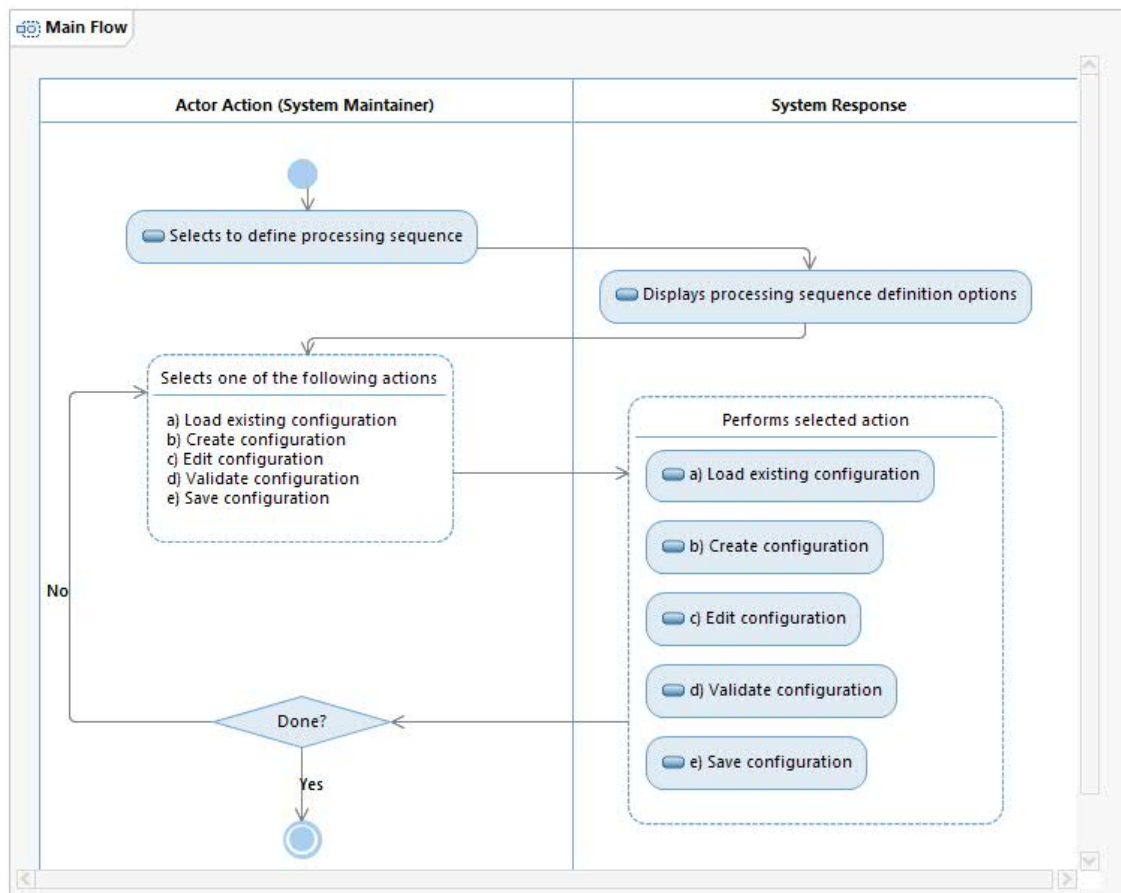 Main Flow
Actor Action (System Maintainer)
System Response
Selects to define processing sequence
Displays processing sequence definition options
Selects one of the following actions
a) Load existing configuration
b) Create configuration
c) Edit configuration
d) Validate configuration
e) Save configuration
Performs selected action
a) Load existing configuration
b) Create configuration
c) Edit configuration
d) Validate configuration
e) Save configuration
No
Done?
Yes